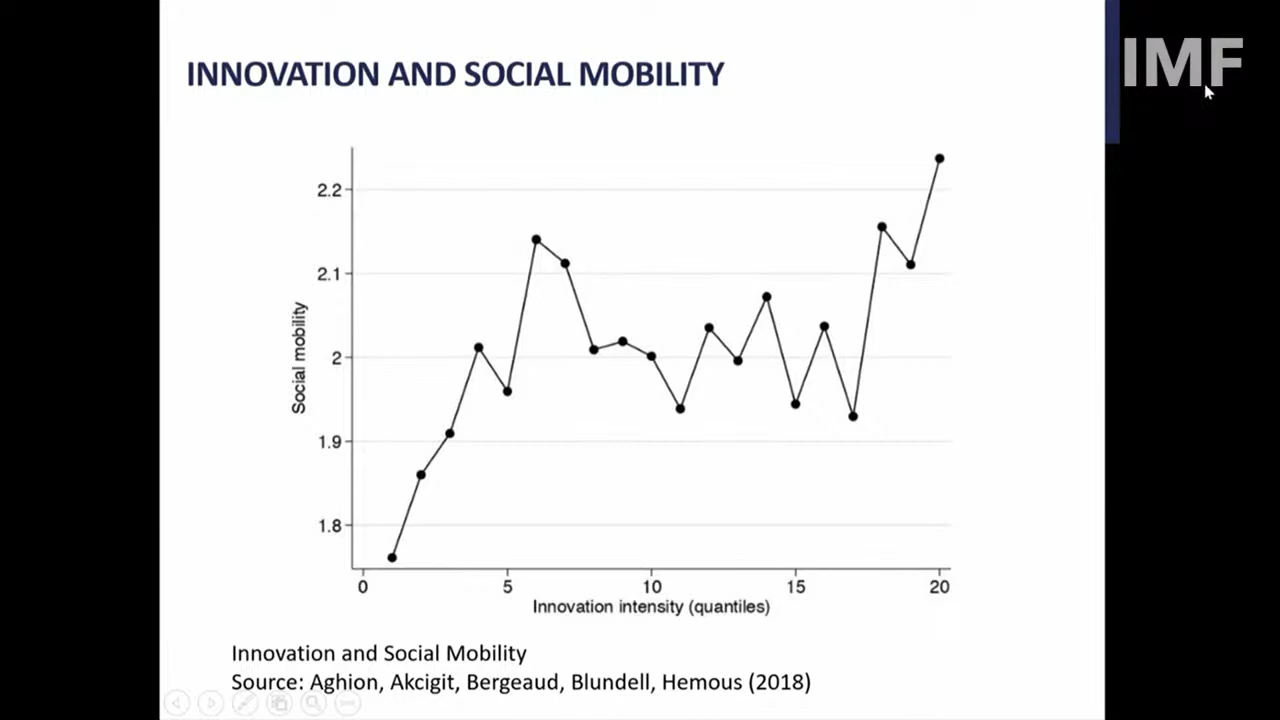 INNOVATION AND SOCIAL MOBILITY
IMF
2.2
2.1
2
1.9
1.8
Social mobility
0 5 10 15 20
Innovation intensity (quantiles)
Innovation and Social Mobility
Source: Aghion, Akcigit, Bergeaud, Blundell, Hemous (2018)